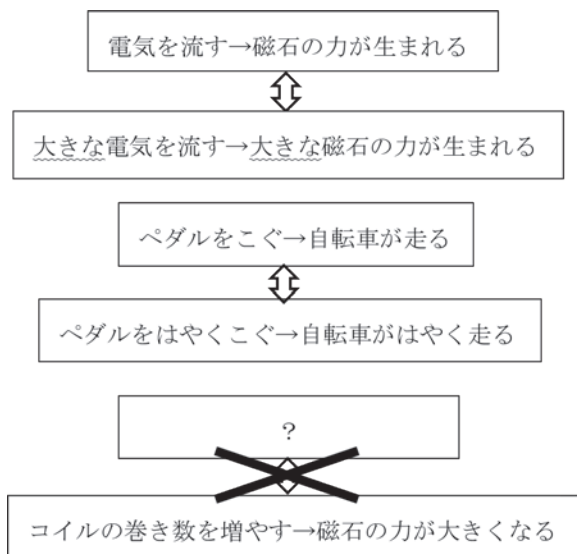 電気を流す→磁石の力が生まれる
大きな電気を流す→大きな磁石の力が生まれる
ペダルをこぐ→自転車が走る
ペダルをはやくこぐ→自転車がはやく走る
?
コイルの巻き数を増やす→磁石の力が大きくなる